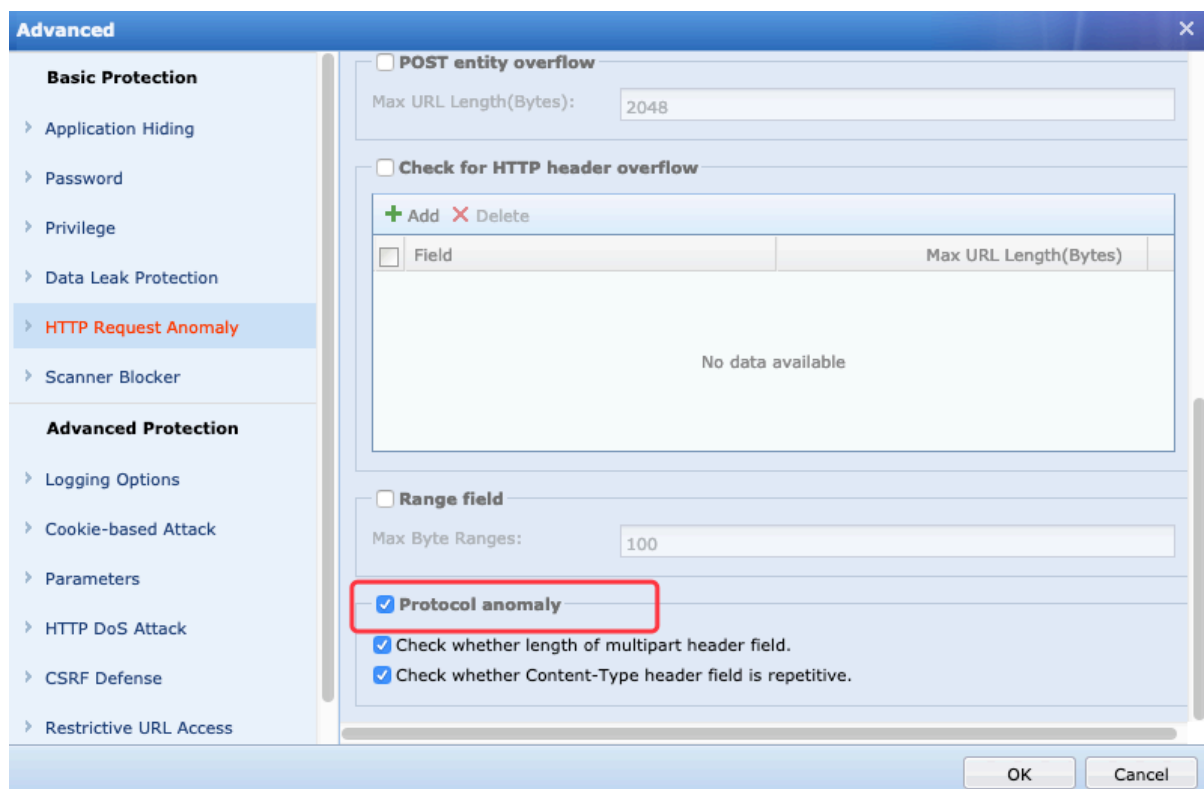 Advanced
Basic Protection
Application Hiding
Password
Privilege
Data Leak Protection
HTTP Request Anomaly
Scanner Blocker
Advanced Protection
Logging Options
Cookie-based Attack
Parameters
HTTP DoS Attack
CSRF Defense
Restrictive URL Access
POST entity overflow
Max URL Length(Bytes): 2048
Check for HTTP header overflow
Add Delete
Field Max URL Length(Bytes)
No data available
Range field
Max Byte Ranges: 100
Protocol anomaly
Check whether length of multipart header field.
Check whether Content-Type header field is repetitive.
OK Cancel